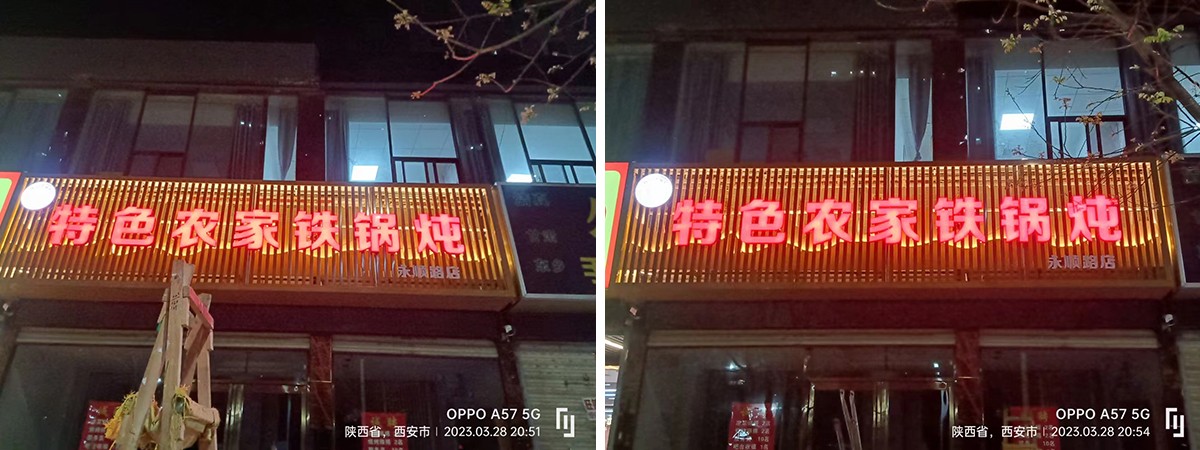 特色农家铁锅炖
永顺路店
OPPO A57 5G
陕西省，西安市 | 2023.03.28 20:51
特色农家铁锅炖
永顺路店
OPPO A57 5G
陕西省，西安市 | 2023.03.28 20:54